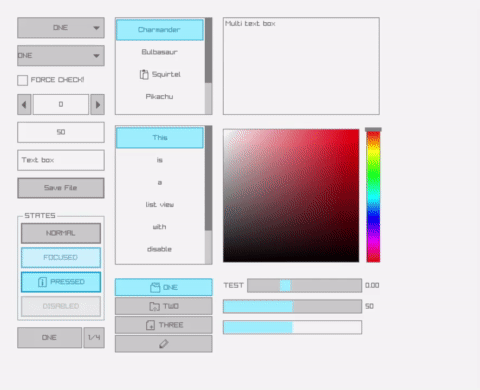 ONE
ONE
FORCE CHECK!
0
50
Text box
Save File
STATES
NORMAL
FOCUSED
PRESSED
DISABLED
ONE 1/4
Charmander
Bulbasaur
Squirtel
Pikachu
This
is
a
list view
with
disable
ONE
TWO
THREE
Multi text box
TEST 0.00
50